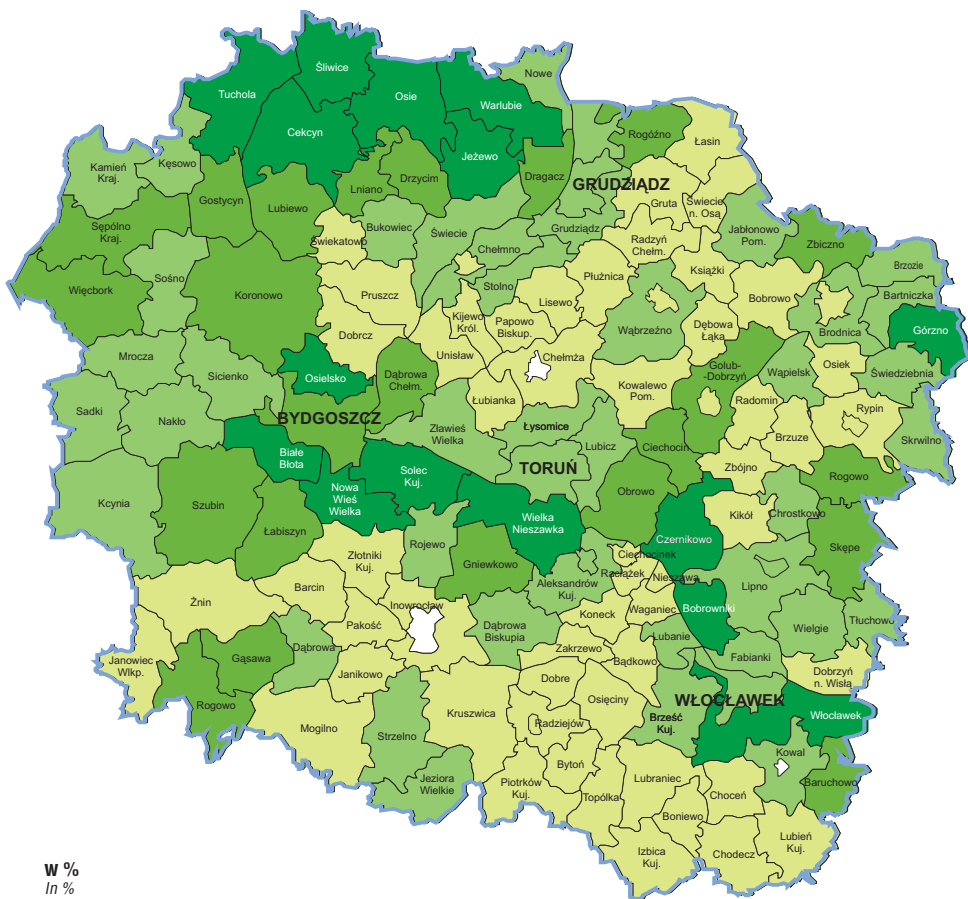 Nowe
Śliwice
Tuchola
Osie
Warlubie
Cekcyn
Rogóźno
Łasin
Jeżewo
Kęsowo
Kamień
Kraj.
Drzycim
Dragacz
GRUDZIĄDZ
Lniano
Gostycyn
Lubiewo
Gruta
Świecie
n. Osą
Sępólno
Kraj.
Bukowiec
Świecie
Grudziądz
Jabłonowo
Pom.
Świekatowo
Chełmno
Radzyń
Chełm.
Zbiczno
Brzozie
Sośno
Więcbork
Koronowo
Pruszcz
Stolno
Płużnica
Książki
Bobrowo
Bartniczka
Lisewo
Kijewo
Król.
Papowo
Biskup.
Wąbrzeźno
Dębowa
Łąka
Brodnica
Górzno
Dobrcz
Unisław
Chełmża
Mrocza
Sicienko
Osielsko
Dąbrowa
Chełm.
Golub-
-Dobrzyń
Wąpielsk
Osiek
Świedziebnia
Kowalewo
Pom.
Radomin
Sadki
Nakło
BYDGOSZCZ
Łubianka
Rypin
Zławieś
Wielka
Łysomice
Lubicz
Ciechocin
Brzuze
Skrwilno
Białe
Błota
Solec
Kuj.
TORUŃ
Zbójno
Rogowo
Kcynia
Szubin
Nowa
Wieś
Wielka
Wielka
Nieszawka
Obrowo
Kikół
Chrostkowo
Łabiszyn
Czernikowo
Skępe
Rojewo
Złotniki
Kuj.
Gniewkowo
Ciechocinek
Raciążek
Nieszawa
Aleksandrów
Kuj.
Lipno
Barcin
Żnin
Inowrocław
Koneck
Waganiec
Bobrowniki
Pakość
Dąbrowa
Biskupia
Lubanie
Wielgie
Tłuchowo
Janowiec
Wlkp.
Gąsawa
Dąbrowa
Zakrzewo
Bądkowo
Fabianki
Janikowo
Dobre
Dobrzyń
n. Wisłą
Rogowo
Osięciny
WŁOCŁAWEK
Włocławek
Mogilno
Kruszwica
Radziejów
Brześć
Kuj.
Strzelno
Kowal
Bytoń
Jeziora
Wielkie
Piotrków
Kuj.
Topólka
Lubraniec
Choceń
Baruchowo
Boniewo
Lubień
Kuj.
Izbica
Kuj.
Chodecz
W %
In %